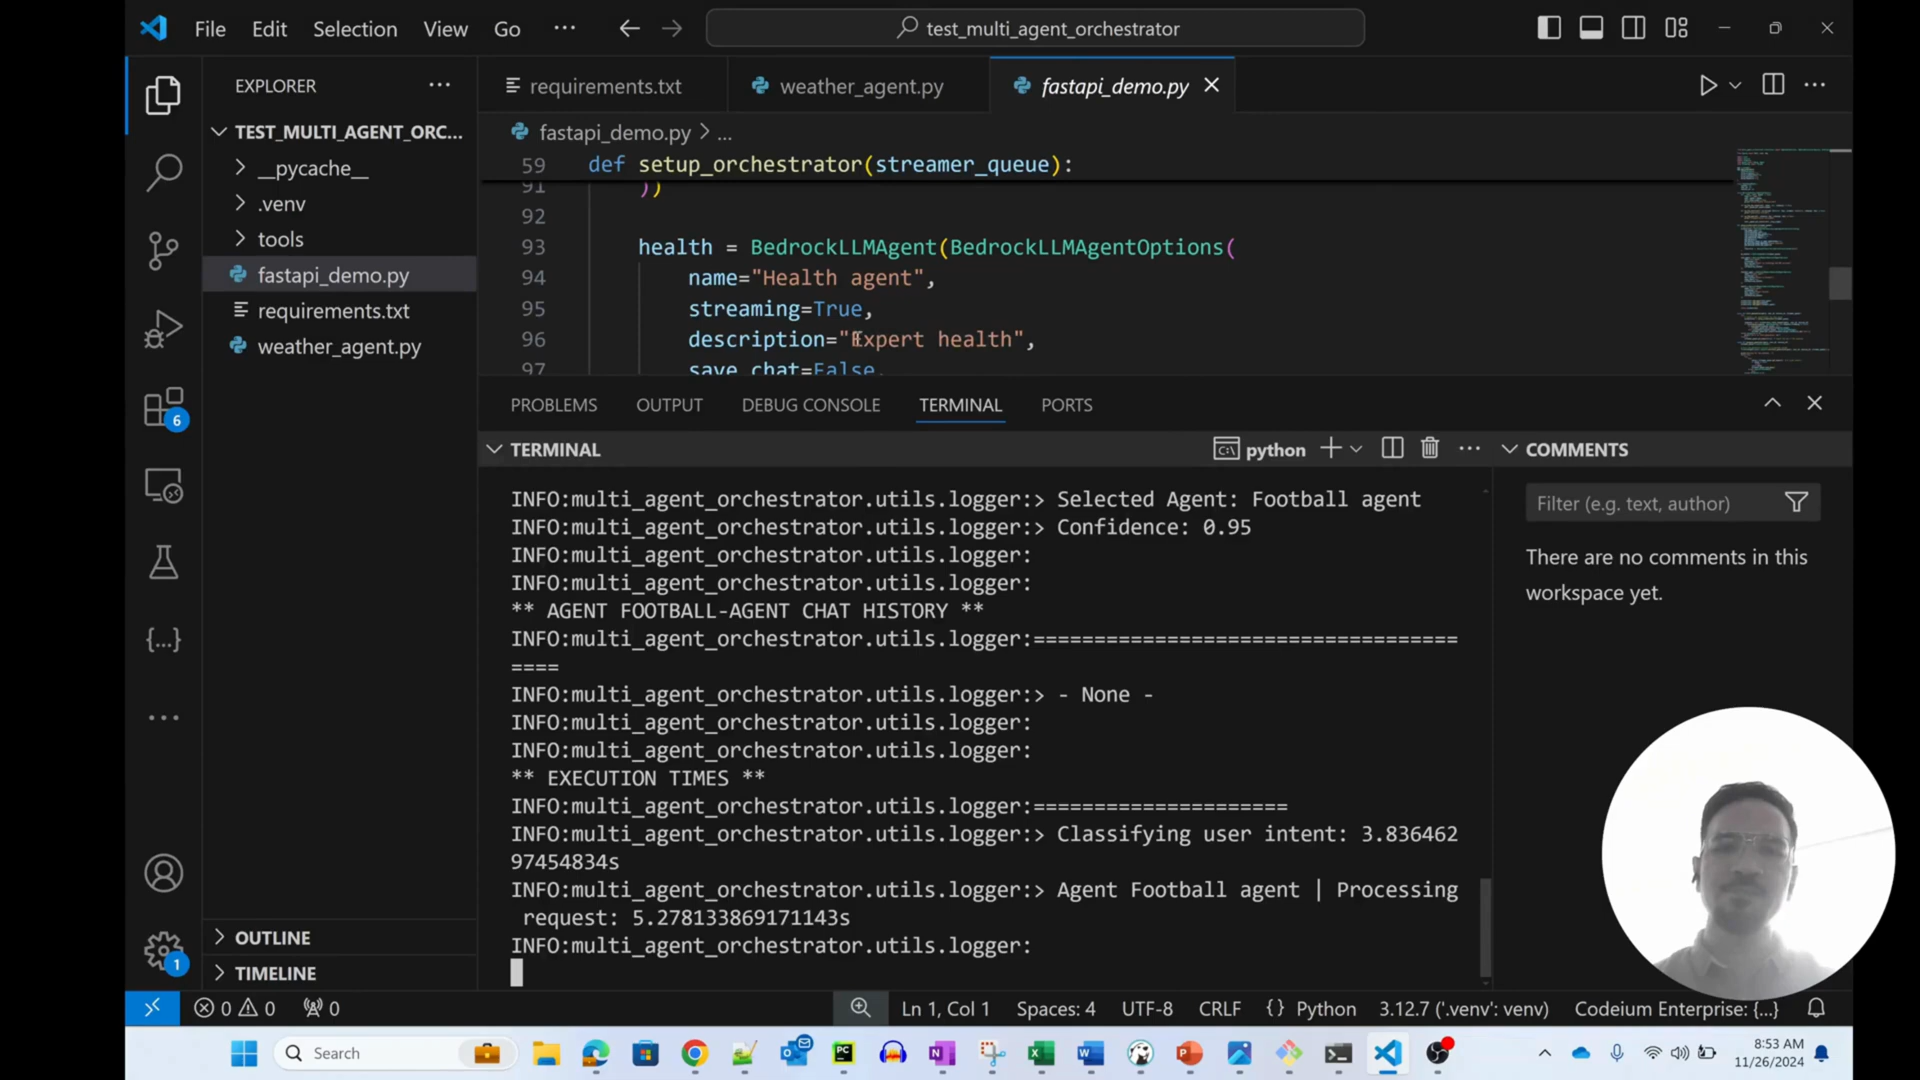 File Edit Selection View Go ··· test_multi_agent_orchestrator
EXPLORER
TEST_MULTI_AGENT_ORC...
__pycache__
.venv
tools
fastapi_demo.py
requirements.txt
weather_agent.py
OUTLINE
TIMELINE
6
1
requirements.txt weather_agent.py fastapi_demo.py
fastapi_demo.py > ...
59 def setup_orchestrator(streamer_queue):
91 ))
92
93 health = BedrockLLMAgent(BedrockLLMAgentOptions(
94 name="Health agent",
95 streaming=True,
96 description="Expert health",
97 save_chat=False,
PROBLEMS OUTPUT DEBUG CONSOLE TERMINAL PORTS
TERMINAL
python
INFO:multi_agent_orchestrator.utils.logger:> Selected Agent: Football agent
INFO:multi_agent_orchestrator.utils.logger:> Confidence: 0.95
INFO:multi_agent_orchestrator.utils.logger:
INFO:multi_agent_orchestrator.utils.logger:
** AGENT FOOTBALL-AGENT CHAT HISTORY **
INFO:multi_agent_orchestrator.utils.logger:===================================
====
INFO:multi_agent_orchestrator.utils.logger:> - None -
INFO:multi_agent_orchestrator.utils.logger:
INFO:multi_agent_orchestrator.utils.logger:
** EXECUTION TIMES **
INFO:multi_agent_orchestrator.utils.logger:=====================
INFO:multi_agent_orchestrator.utils.logger:> Classifying user intent: 3.836462
97454834s
INFO:multi_agent_orchestrator.utils.logger:> Agent Football agent | Processing
request: 5.278133869171143s
INFO:multi_agent_orchestrator.utils.logger:
COMMENTS
Filter (e.g. text, author)
There are no comments in this
workspace yet.
0 0 0 Ln 1, Col 1 Spaces: 4 UTF-8 CRLF {} Python 3.12.7 ('.venv': venv) Codeium Enterprise: {...}
Search
8:53 AM
11/26/2024